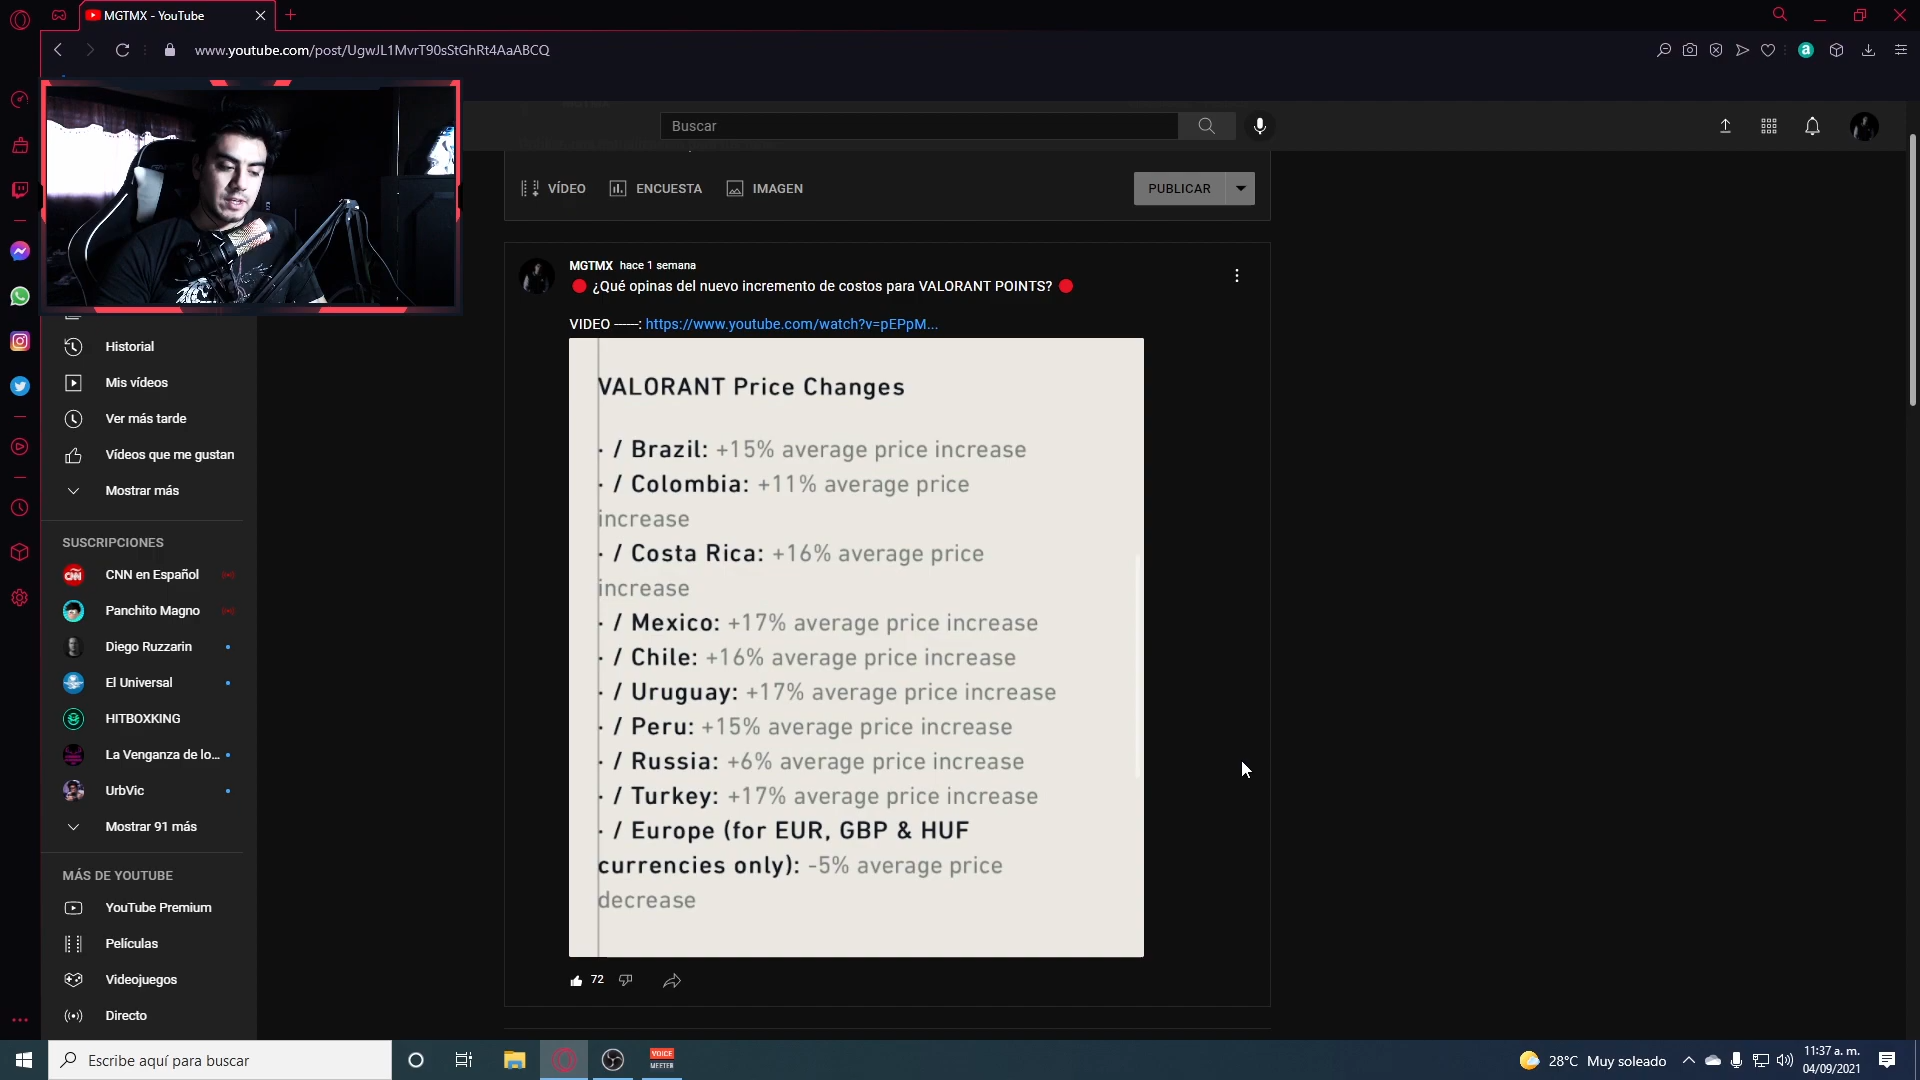 MGTMX - YouTube
www.youtube.com/post/UgwJL1MvrT90sStGhRt4AaABCQ
Buscar
VÍDEO
ENCUESTA
IMAGEN
PUBLICAR
MGTMX hace 1 semana
¿Qué opinas del nuevo incremento de costos para VALORANT POINTS?
VIDEO -----: https://www.youtube.com/watch?v=pEPpM...
VALORANT Price Changes
· / Brazil: +15% average price increase
· / Colombia: +11% average price
increase
· / Costa Rica: +16% average price
increase
· / Mexico: +17% average price increase
· / Chile: +16% average price increase
· / Uruguay: +17% average price increase
· / Peru: +15% average price increase
· / Russia: +6% average price increase
· / Turkey: +17% average price increase
· / Europe (for EUR, GBP & HUF
currencies only): -5% average price
decrease
72
Historial
Mis vídeos
Ver más tarde
Vídeos que me gustan
Mostrar más
SUSCRIPCIONES
CNN en Español
Panchito Magno
Diego Ruzzarin
El Universal
HITBOXKING
La Venganza de lo...
UrbVic
Mostrar 91 más
MÁS DE YOUTUBE
YouTube Premium
Películas
Videojuegos
Directo
Escribe aquí para buscar
VOICE
MEETER
28°C Muy soleado
11:37 a. m.
04/09/2021